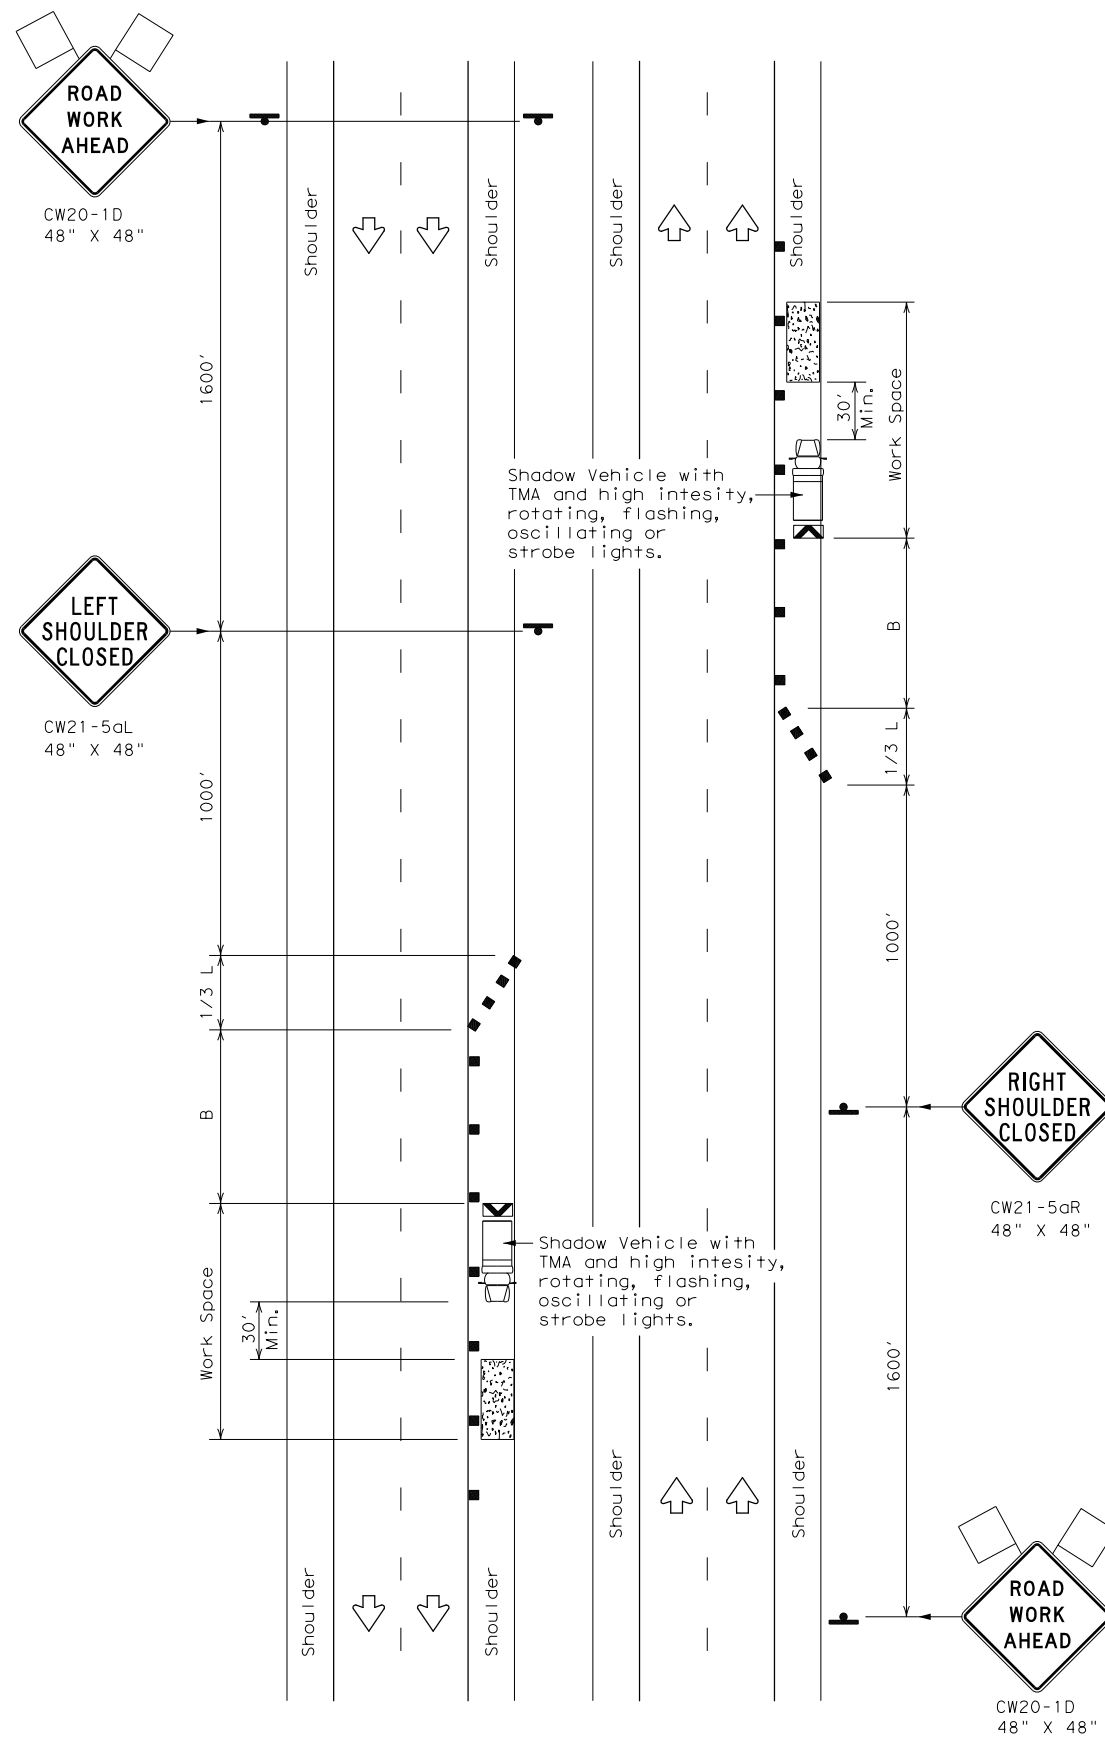 ROAD
WORK
AHEAD
CW20-1D
48" X 48"
Shoulder
Shoulder
Shoulder
Shoulder
1600'
30'
Min.
Work Space
Shadow Vehicle with
TMA and high intesity,
rotating, flashing,
oscillating or
strobe lights.
LEFT
SHOULDER
CLOSED
CW21-5aL
48" X 48"
B
1/3 L
1000'
1000'
1/3 L
B
RIGHT
SHOULDER
CLOSED
CW21-5aR
48" X 48"
Shadow Vehicle with
TMA and high intesity,
rotating, flashing,
oscillating or
strobe lights.
Work Space
30'
Min.
1600'
Shoulder
Shoulder
Shoulder
Shoulder
ROAD
WORK
AHEAD
CW20-1D
48" X 48"